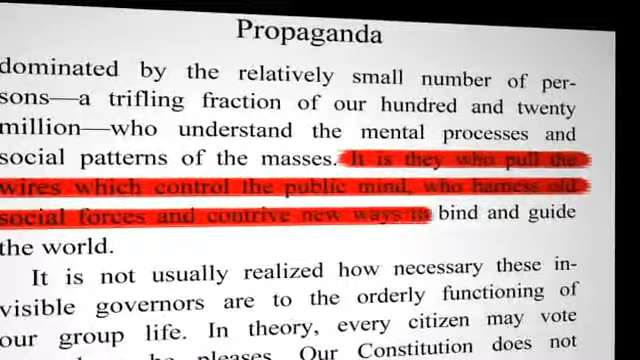 Propaganda
dominated by the relatively small number of per-
sons—a trifling fraction of our hundred and twenty
million—who understand the mental processes and
social patterns of the masses. It is they who pull the
wires which control the public mind, who harness old
social forces and contrive new ways to bind and guide
the world.
It is not usually realized how necessary these in-
visible governors are to the orderly functioning of
our group life. In theory, every citizen may vote
pleases. Our Constitution does not